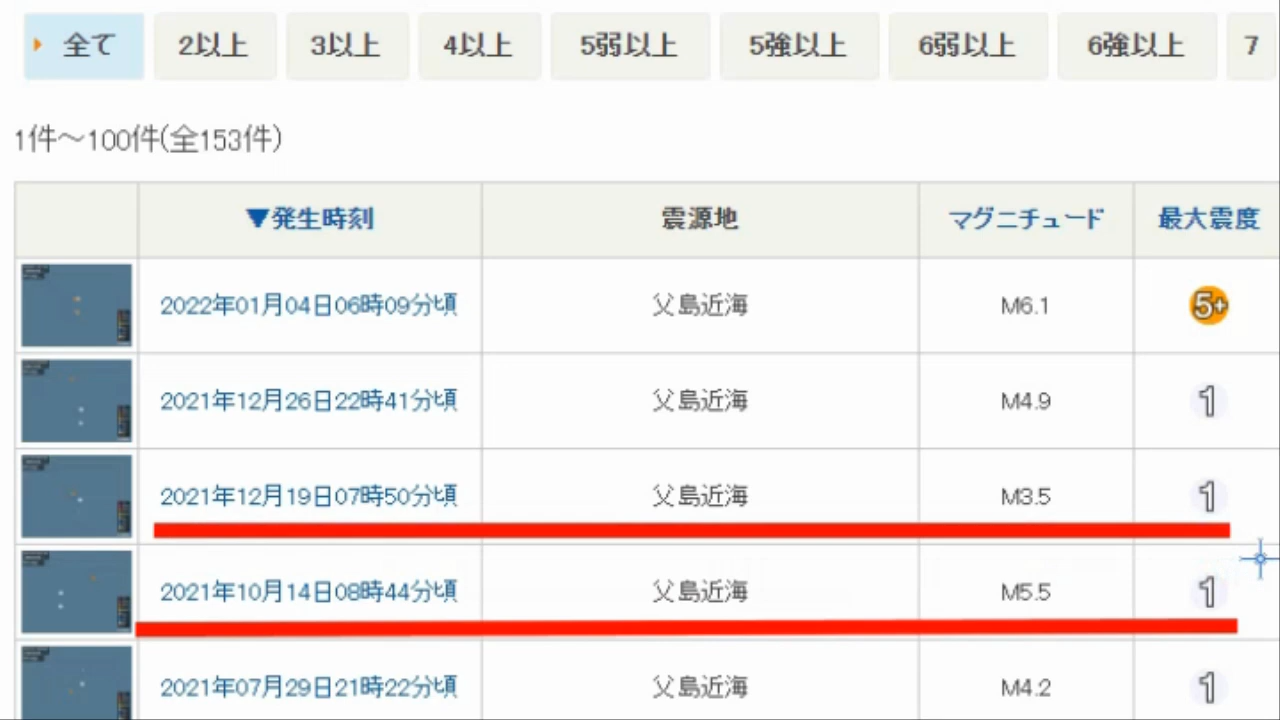 全て 2以上 3以上 4以上 5弱以上 5強以上 6弱以上 6強以上 7
1件～100件(全153件)
▼発生時刻 震源地 マグニチュード 最大震度
2022年01月04日06時09分頃 父島近海 M6.1 5+
2021年12月26日22時41分頃 父島近海 M4.9 1
2021年12月19日07時50分頃 父島近海 M3.5 1
2021年10月14日08時44分頃 父島近海 M5.5 1
2021年07月29日21時22分頃 父島近海 M4.2 1